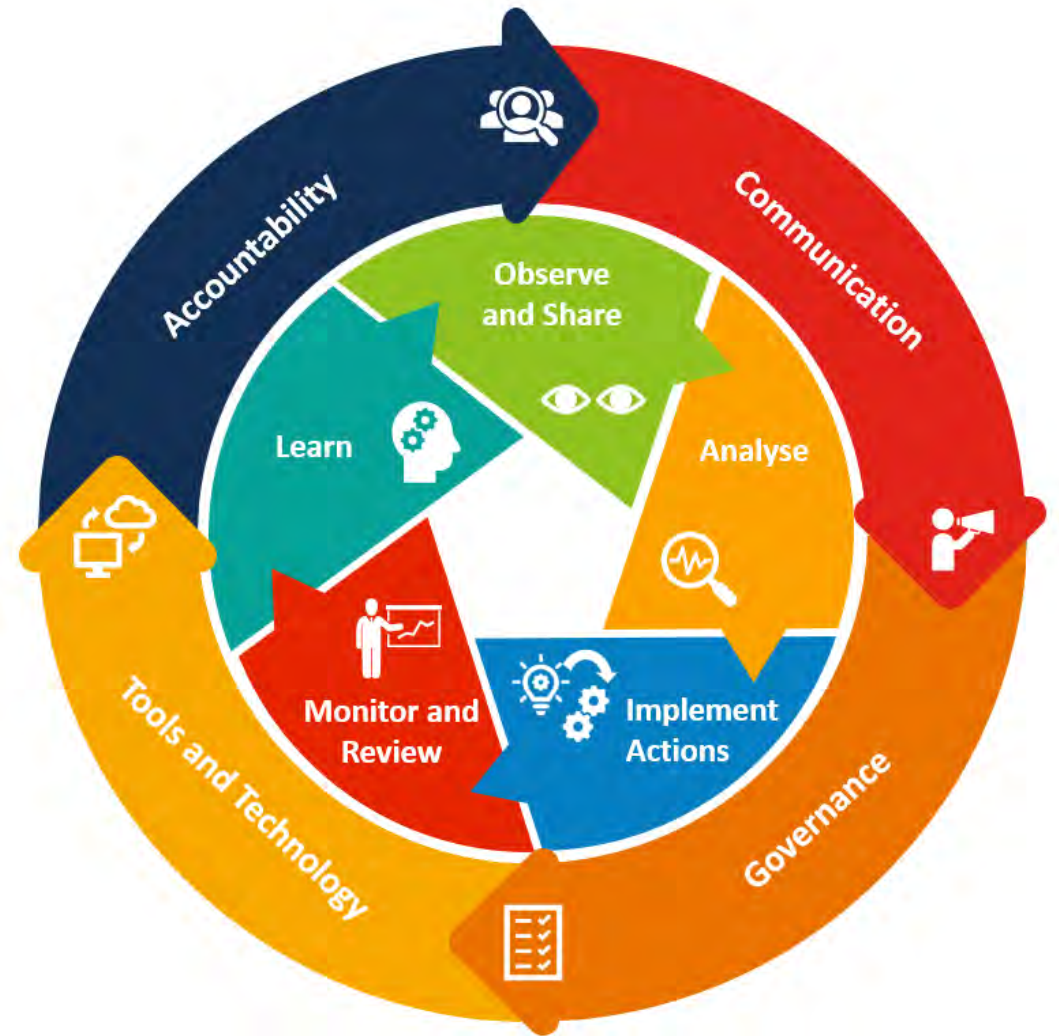 Accountability
Communication
Governance
Tools and Technology
Observe
and Share
Analyse
Implement
Actions
Monitor and
Review
Learn